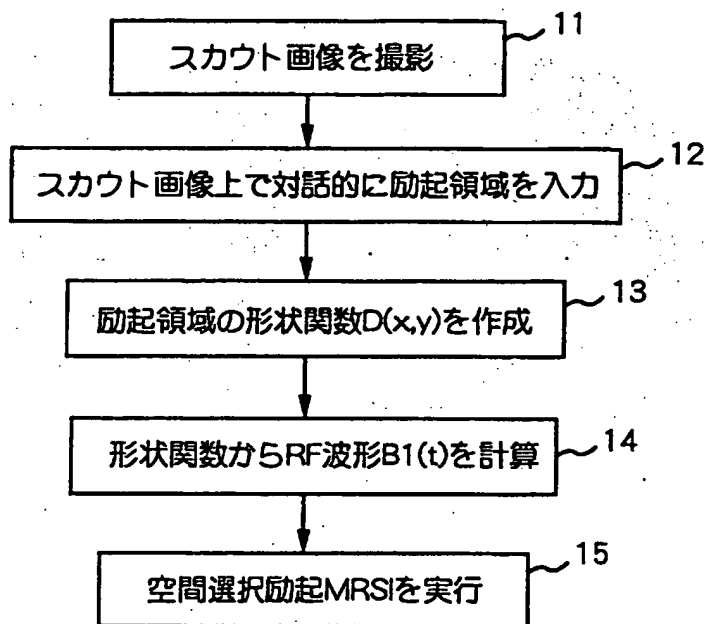 スカウト画像を撮影
11
スカウト画像上で対話的に励起領域を入力
12
励起領域の形状関数D(x,y)を作成
13
形状関数からRF波形B1(t)を計算
14
空間選択励起MRSIを実行
15